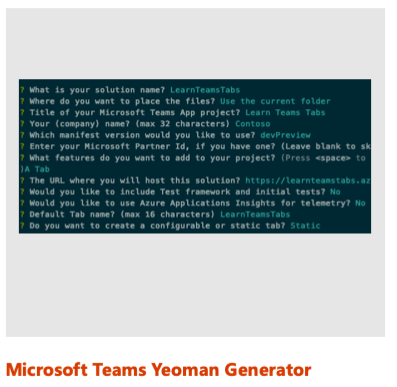 ? What is your solution name? LearnTeamsTabs
? Where do you want to place the files? Use the current folder
? Title of your Microsoft Teams App project? Learn Teams Tabs
? Your (company) name? (max 32 characters) Contoso
? Which manifest version would you like to use? devPreview
? Enter your Microsoft Partner Id, if you have one? (Leave blank to sk
? What features do you want to add to your project? (Press <space> to
)A Tab
? The URL where you will host this solution? https://learnteamstabs.az
? Would you like to include Test framework and initial tests? No
? Would you like to use Azure Applications Insights for telemetry? No
? Default Tab name? (max 16 characters) LearnTeamsTabs
? Do you want to create a configurable or static tab? Static
Microsoft Teams Yeoman Generator